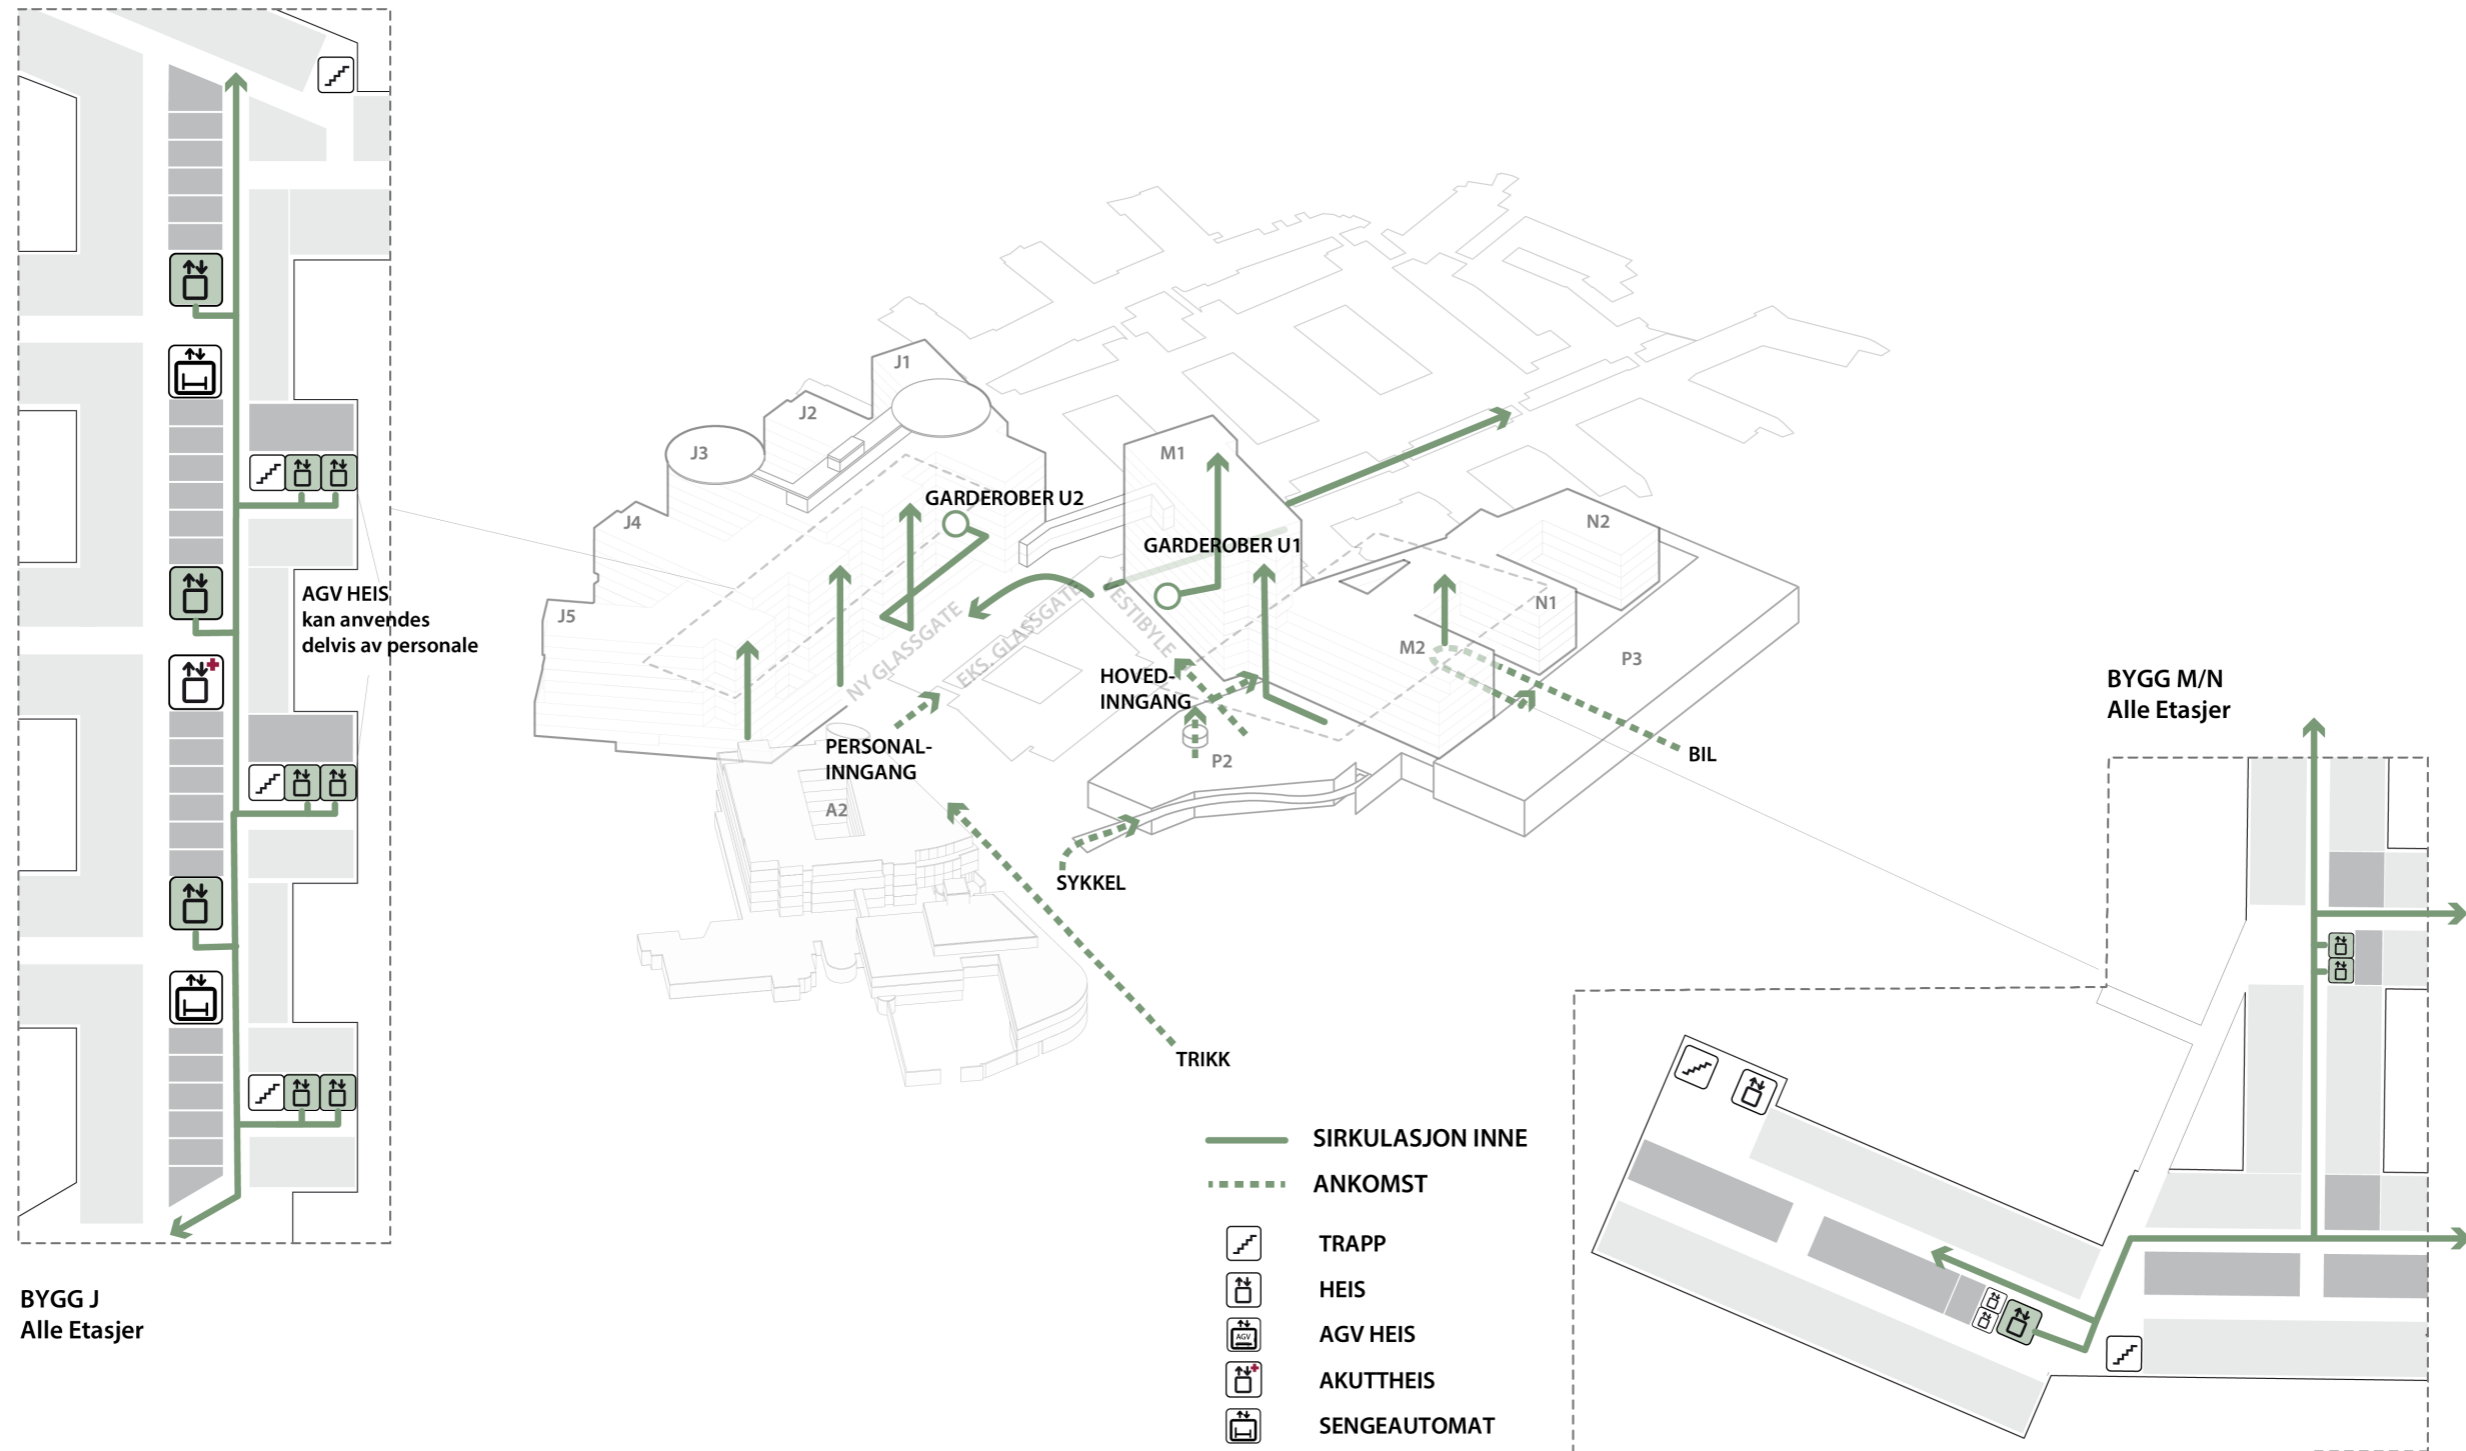 J1
J2
J3
J4
J5
M1
N2
N1
M2
P3
P2
A2
GARDEROBER U2
GARDEROBER U1
NY GLASSGATE
EKS. GLASSGATE
VESTIBYLE
HOVED-
INNGANG
PERSONAL-
INNGANG
BIL
SYKKEL
TRIKK
AGV HEIS
kan anvendes
delvis av personale
BYGG J
Alle Etasjer
BYGG M/N
Alle Etasjer
SIRKULASJON INNE
ANKOMST
TRAPP
HEIS
AGV
AGV HEIS
AKUTTHEIS
SENGEAUTOMAT